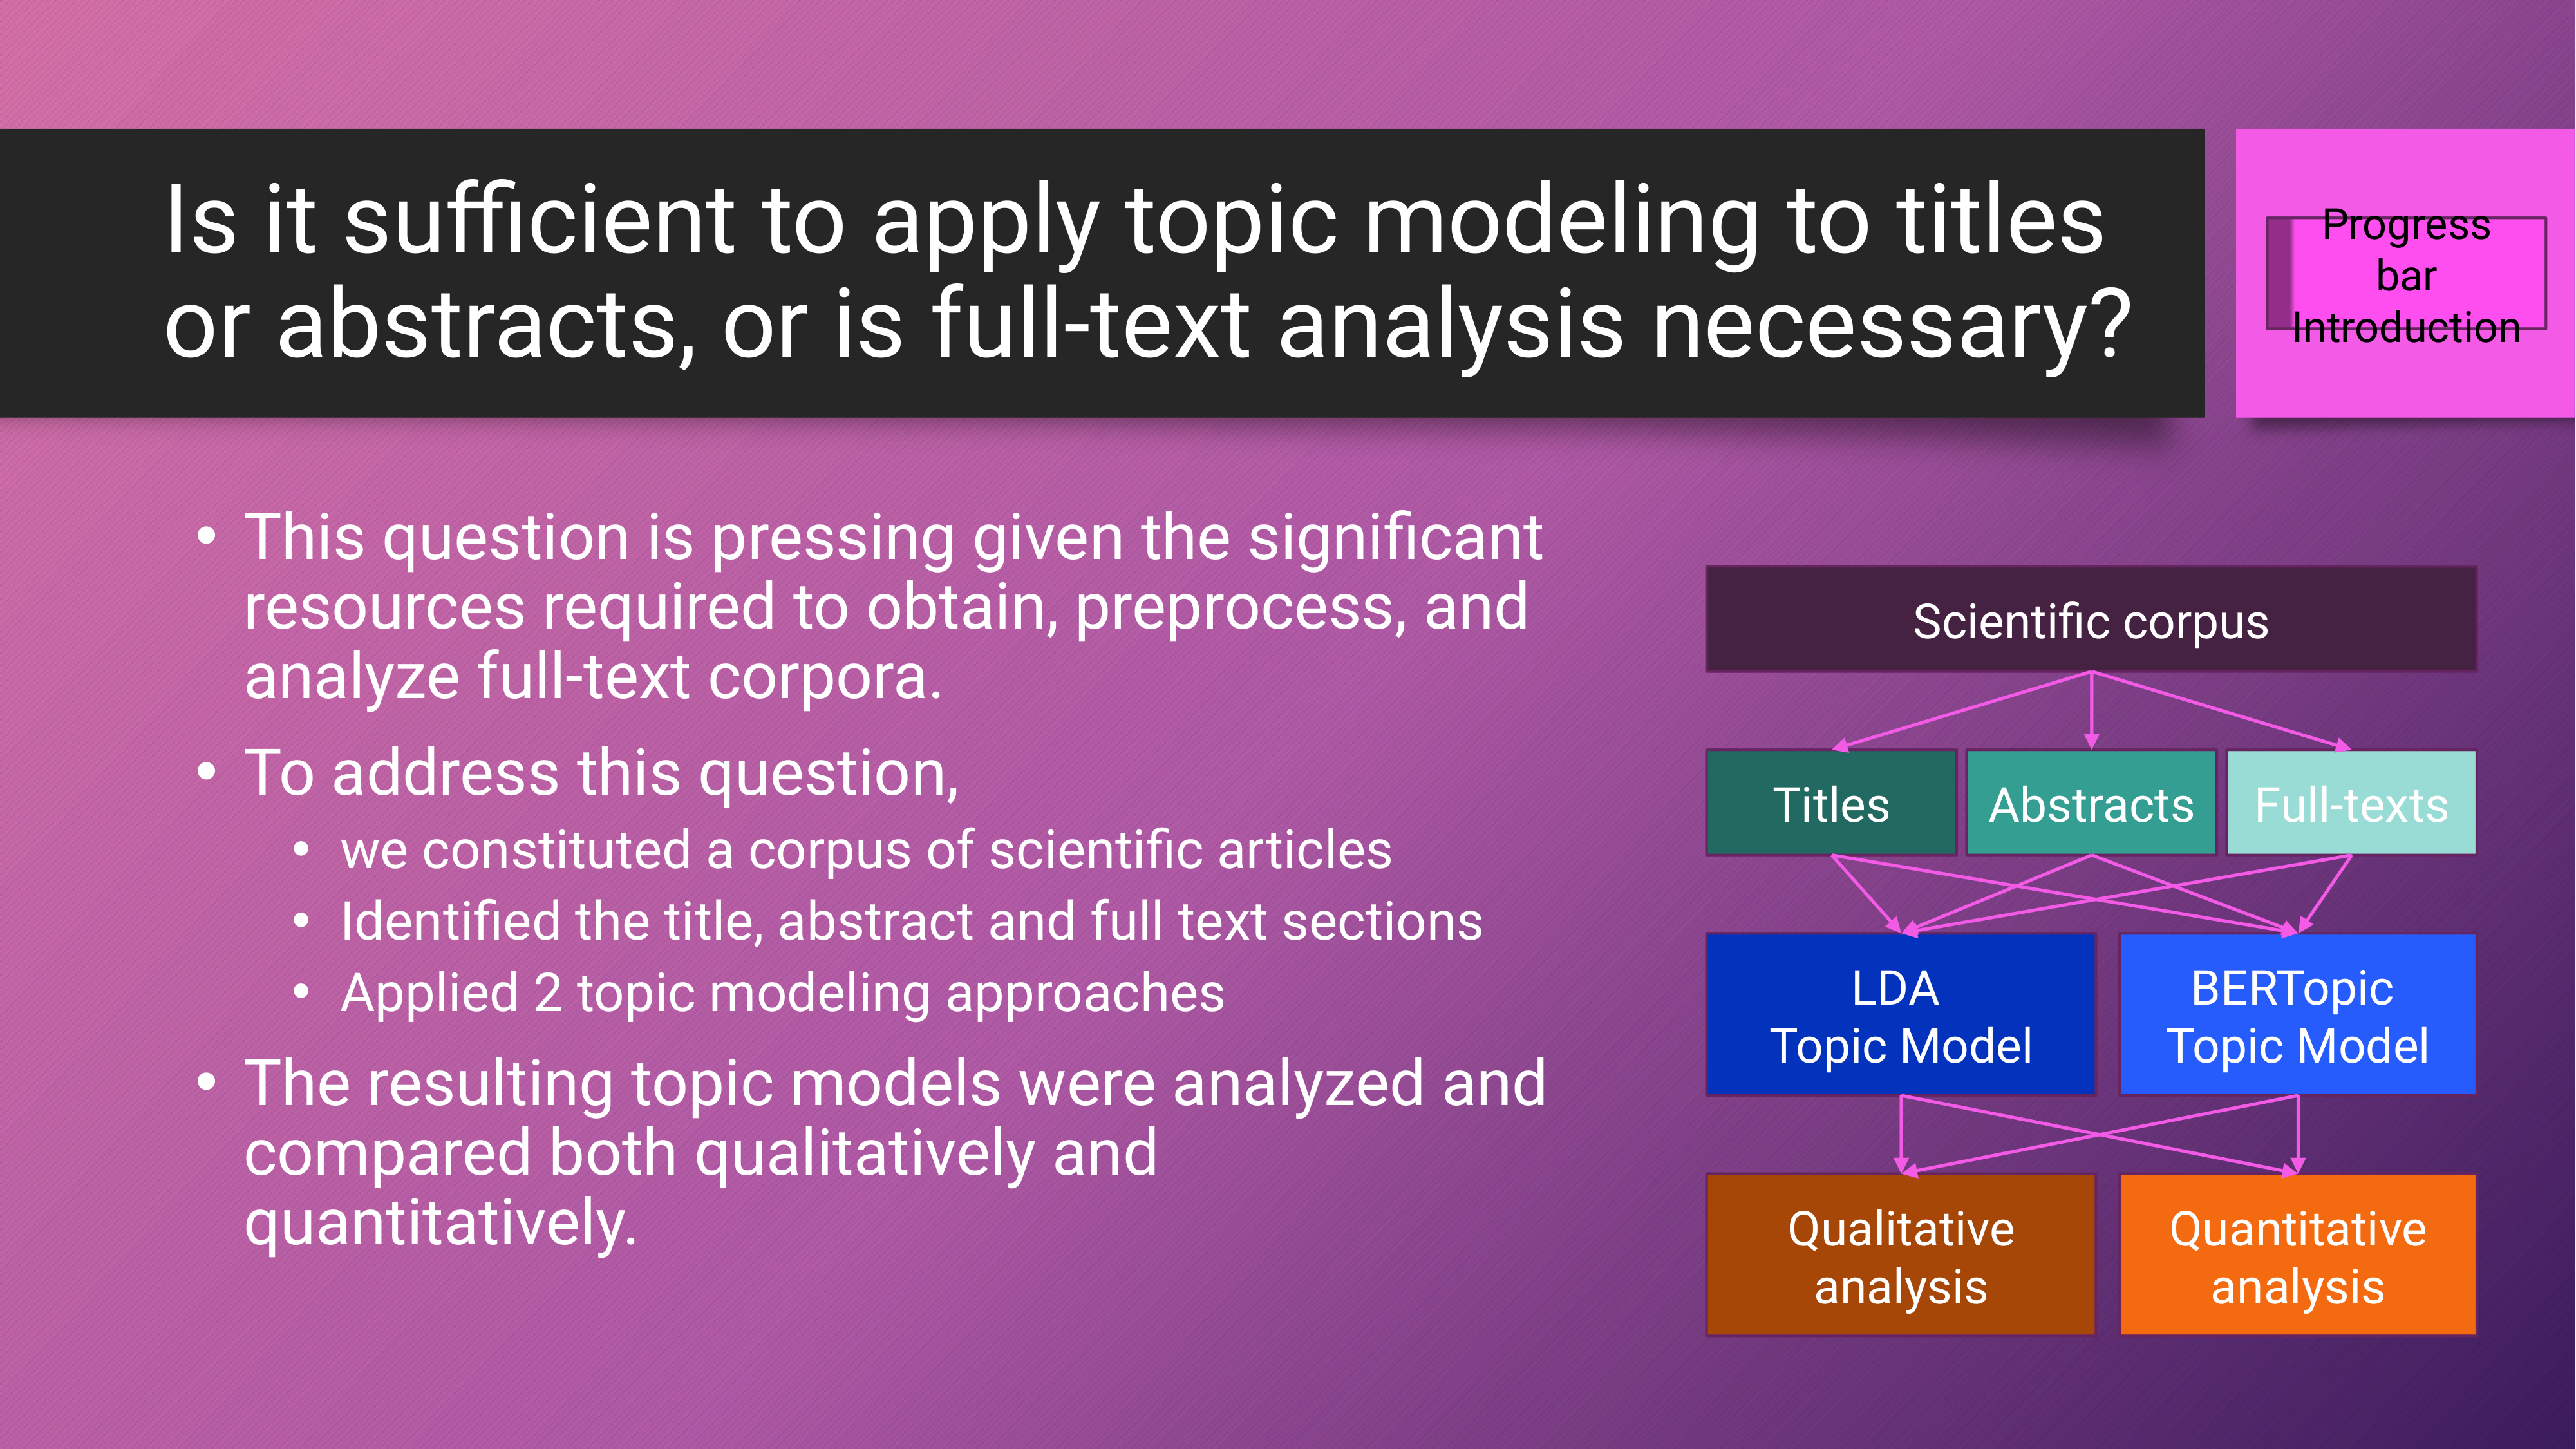 Is it sufficient to apply topic modeling to titles
or abstracts, or is full-text analysis necessary?
Progress
bar
Introduction
• This question is pressing given the significant
resources required to obtain, preprocess, and
analyze full-text corpora.
• To address this question,
• we constituted a corpus of scientific articles
• Identified the title, abstract and full text sections
• Applied 2 topic modeling approaches
• The resulting topic models were analyzed and
compared both qualitatively and
quantitatively.
Scientific corpus
Titles
Abstracts
Full-texts
LDA
Topic Model
BERTopic
Topic Model
Qualitative
analysis
Quantitative
analysis